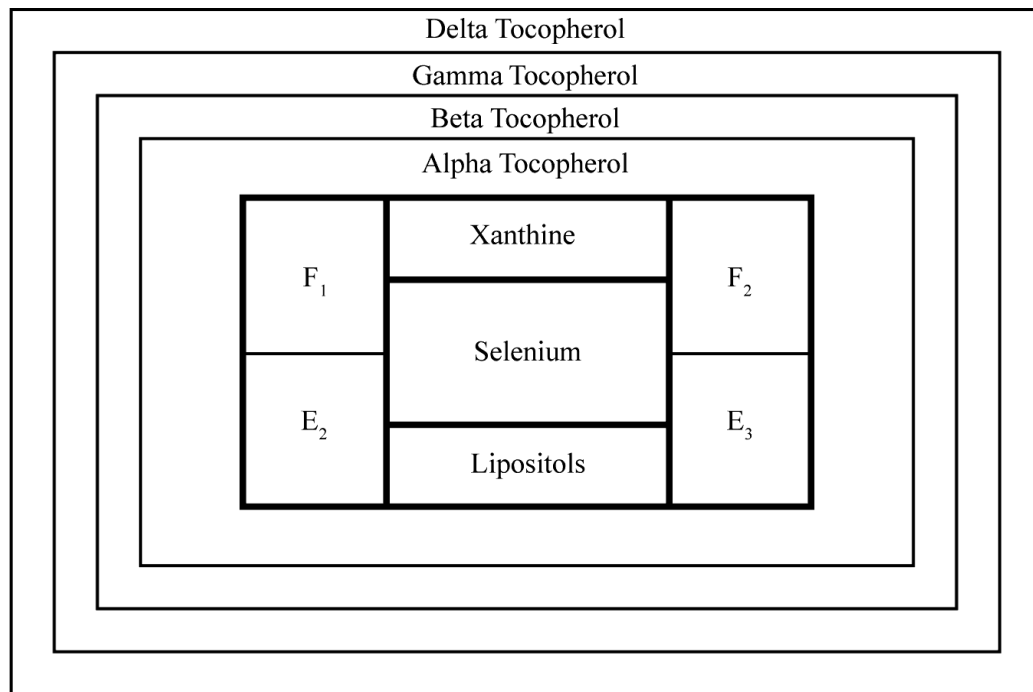 Delta Tocopherol
Gamma Tocopherol
Beta Tocopherol
Alpha Tocopherol
Xanthine
F₁
F₂
Selenium
E₂
E₃
Lipositols